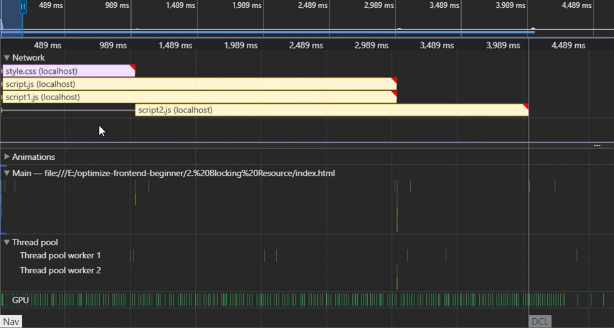 489 ms 989 ms 1,489 ms 1,989 ms 2,489 ms 2,989 ms 3,489 ms 3,989 ms 4,489 ms
489 ms 989 ms 1,489 ms 1,989 ms 2,489 ms 2,989 ms 3,489 ms 3,989 ms 4,489 ms
Network
style.css (localhost)
script.js (localhost)
script1.js (localhost)
script2.js (localhost)
...
Animations
Main — file:///E:/optimize-frontend-beginner/2.%20Blocking%20Resource/index.html
Thread pool
Thread pool worker 1
Thread pool worker 2
GPU
Nav DCL